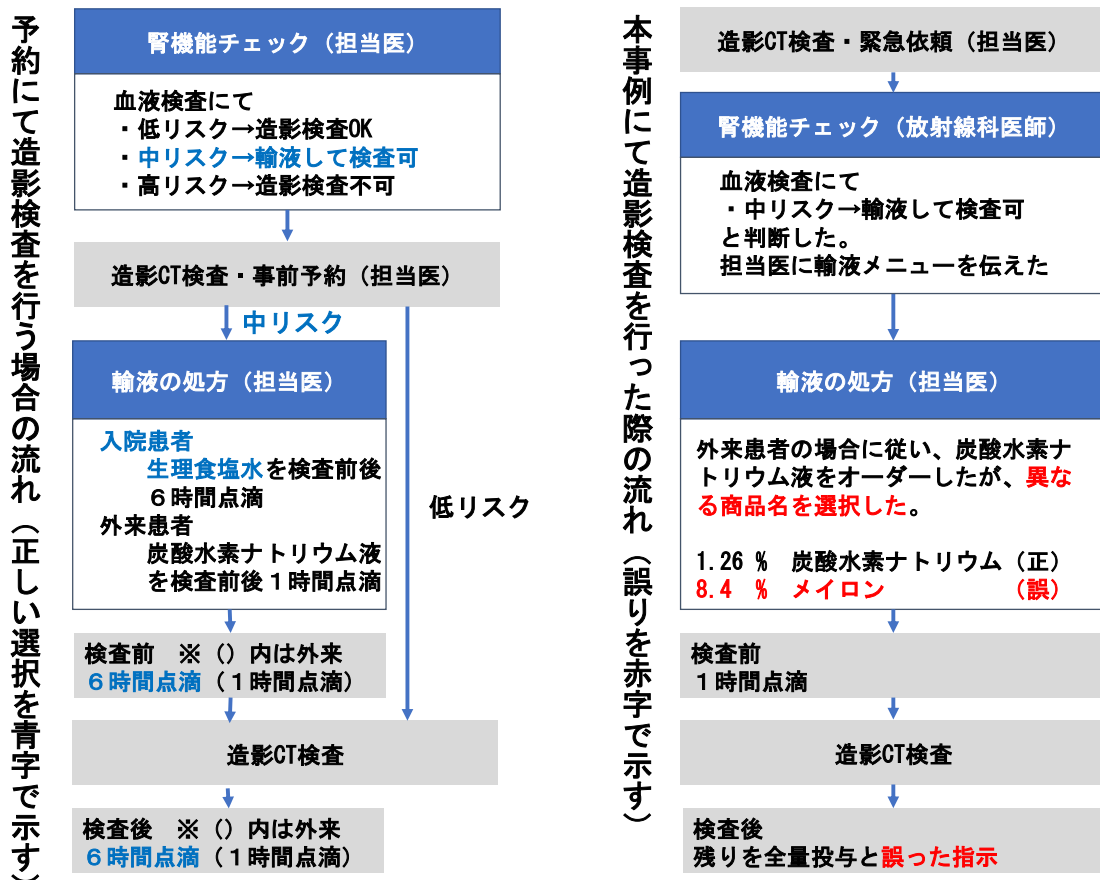 予約にて造影検査を行う場合の流れ（正しい選択を青字で示す）
腎機能チェック（担当医）
血液検査にて
・低リスク→造影検査OK
・中リスク→輸液して検査可
・高リスク→造影検査不可
造影CT検査・事前予約（担当医）
中リスク
輸液の処方（担当医）
入院患者
生理食塩水を検査前後
６時間点滴
外来患者
炭酸水素ナトリウム液
を検査前後１時間点滴
低リスク
検査前　※（）内は外来
６時間点滴（１時間点滴）
造影CT検査
検査後　※（）内は外来
６時間点滴（１時間点滴）
本事例にて造影検査を行った際の流れ（誤りを赤字で示す）
造影CT検査・緊急依頼（担当医）
腎機能チェック（放射線科医師）
血液検査にて
・中リスク→輸液して検査可
と判断した。
担当医に輸液メニューを伝えた
輸液の処方（担当医）
外来患者の場合に従い、炭酸水素ナ
トリウム液をオーダーしたが、異な
る商品名を選択した。
1.26 %　炭酸水素ナトリウム（正）
8.4 %　メイロン　（誤）
検査前
１時間点滴
造影CT検査
検査後
残りを全量投与と誤った指示